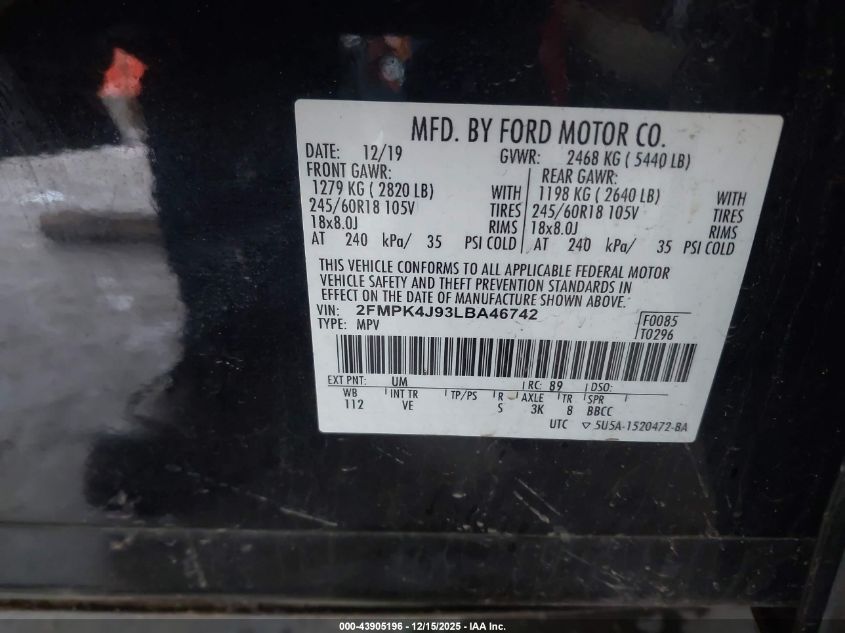 MFD. BY FORD MOTOR CO.
DATE: 12/19 GVWR: 2468 KG ( 5440 LB)
FRONT GAWR: REAR GAWR:
1279 KG ( 2820 LB) WITH 1198 KG ( 2640 LB) WITH
245/60R18 105V TIRES 245/60R18 105V TIRES
18x8.0J RIMS 18x8.0J RIMS
AT 240 kPa/ 35 PSI COLD AT 240 kPa/ 35 PSI COLD
THIS VEHICLE CONFORMS TO ALL APPLICABLE FEDERAL MOTOR
VEHICLE SAFETY AND THEFT PREVENTION STANDARDS IN
EFFECT ON THE DATE OF MANUFACTURE SHOWN ABOVE.
VIN: 2FMPK4J93LBA46742 F0085
TYPE: MPV T0296
EXT PNT: UM RC: 89 DSO:
WB INT TR TP/PS R AXLE TR SPR
112 VE S 3K 8 BBCC
UTC ▽ 5U5A-1520472-BA
000-43905196 - 12/15/2025 - IAA Inc.